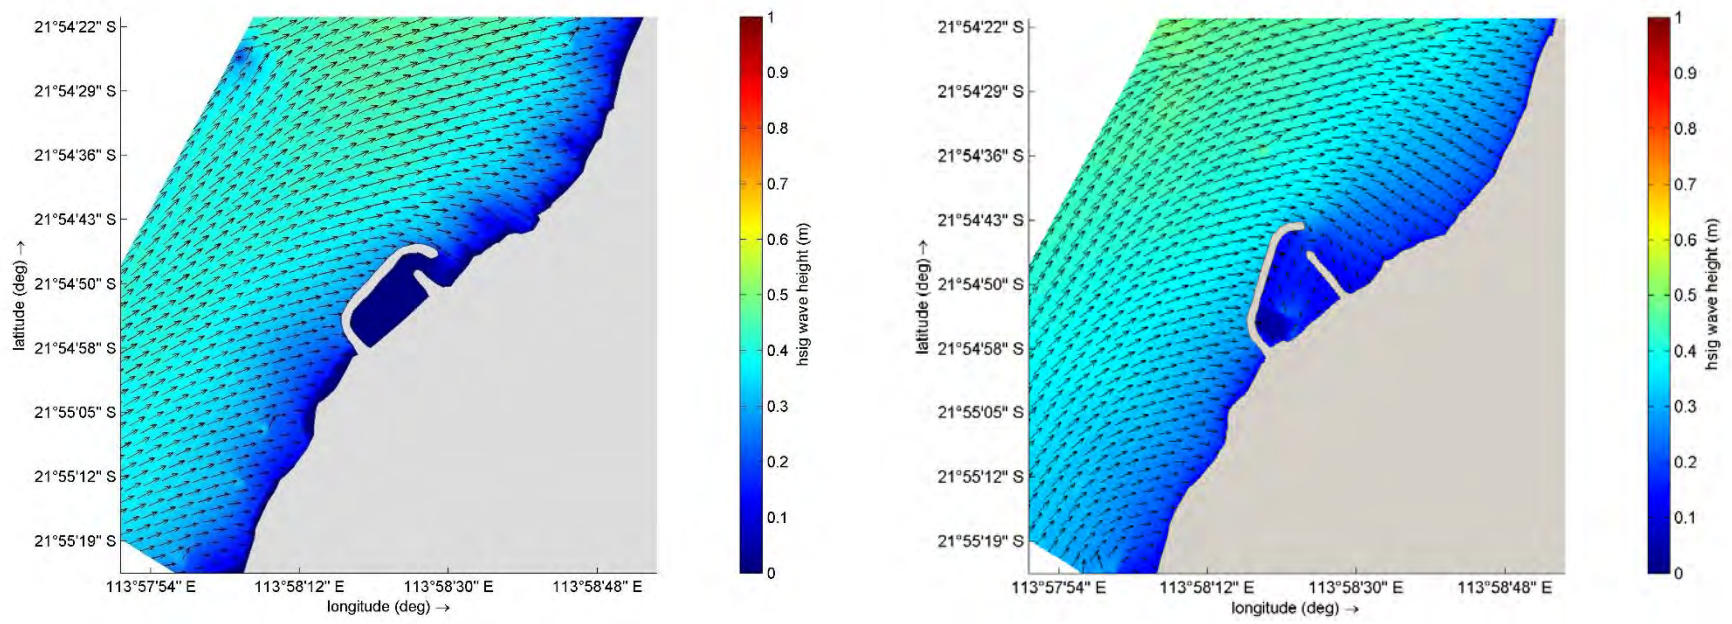 21°54'22" S
21°54'29" S
21°54'36" S
21°54'43" S
21°54'50" S
21°54'58" S
21°55'05" S
21°55'12" S
21°55'19" S
latitude (deg) →
113°57'54" E
113°58'12" E
113°58'30" E
113°58'48" E
longitude (deg) →
1
0.9
0.8
0.7
0.6
0.5
0.4
0.3
0.2
0.1
0
hsig wave height (m)
21°54'22" S
21°54'29" S
21°54'36" S
21°54'43" S
21°54'50" S
21°54'58" S
21°55'05" S
21°55'12" S
21°55'19" S
latitude (deg) →
113°57'54" E
113°58'12" E
113°58'30" E
113°58'48" E
longitude (deg) →
1
0.9
0.8
0.7
0.6
0.5
0.4
0.3
0.2
0.1
0
hsig wave height (m)